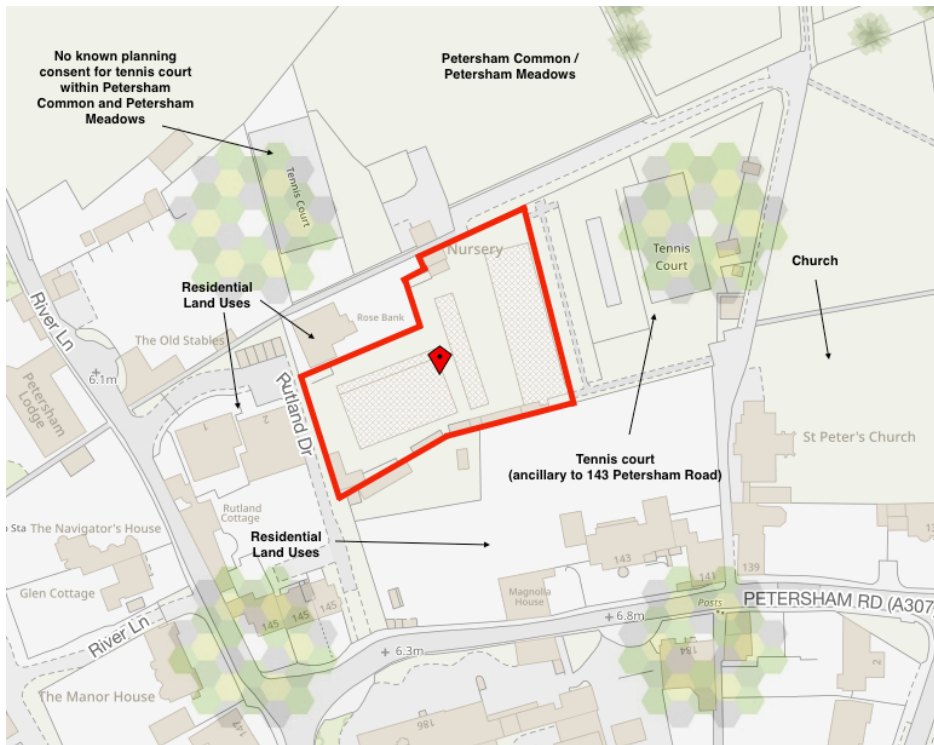 No known planning
consent for tennis court
within Petersham
Common and Petersham
Meadows
Petersham Common /
Petersham Meadows
Tennis Court
Nursery
Tennis
Court
Church
Residential
Land Uses
Rose Bank
The Old Stables
River Ln
6.1m
Petersham
Lodge
Rutland Dr
1
2
St Peter's Church
Tennis court
(ancillary to 143 Petersham Road)
Sta
The Navigator's House
Rutland
Cottage
Residential
Land Uses
Glen Cottage
143
141
139
Magnolia
House
Posts
PETERSHAM RD (A307
145
145
145
6.8m
River Ln
6.3m
184
2
The Manor House
147
186